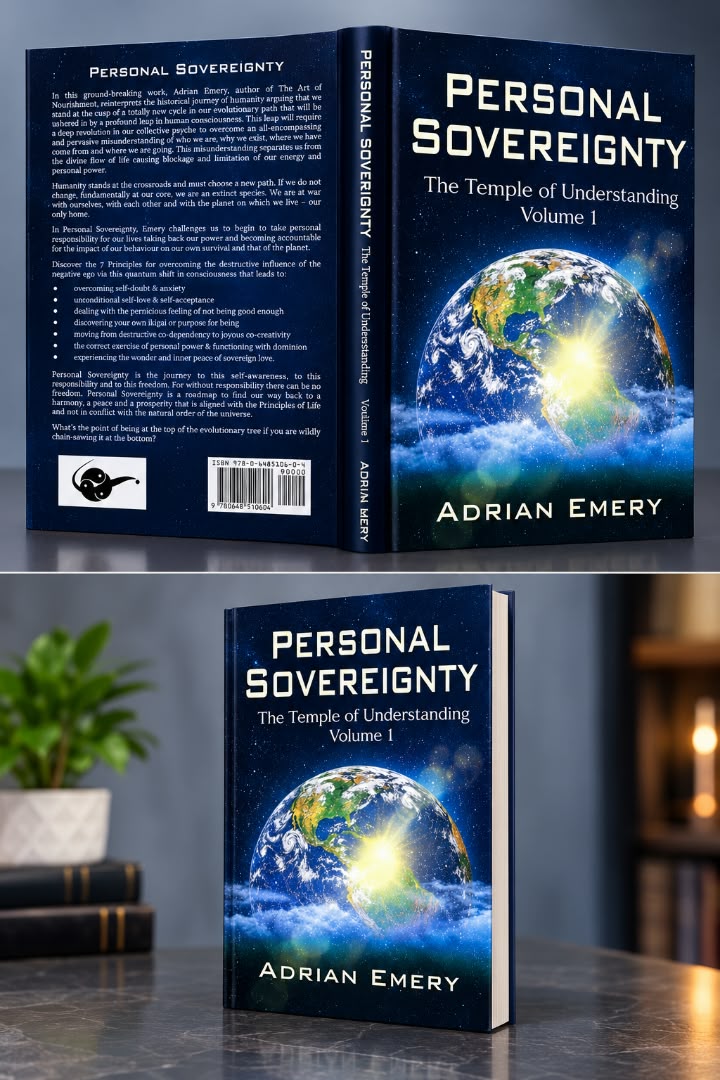 PERSONAL SOVEREIGNTY
In this ground-breaking work, Adrian Emery, author of The Art of
Nourishment, reinterprets the historical journey of humanity arguing that we
stand at the cusp of a totally new cycle in our evolutionary path that will be
ushered in by a profound leap in human consciousness. This leap will require
a deep revolution in our collective psyche to overcome an all-encompassing
and pervasive misunderstanding of who we are, why we exist, where we have
come from and where we are going. This misunderstanding separates us from
the divine flow of life causing blockage and limitation of our energy and
personal power.
Humanity stands at the crossroads and must choose a new path. If we do not
change, fundamentally at our core, we are an extinct species. We are at war
with ourselves, with each other and with the planet on which we live – our
only home.
In Personal Sovereignty, Emery challenges us to begin to take personal
responsibility for our lives taking back our power and becoming accountable
for the impact of our behaviour on our own survival and that of the planet.
Discover the 7 Principles for overcoming the destructive influence of the
negative ego via this quantum shift in consciousness that leads to:
• overcoming self-doubt & anxiety
• unconditional self-love & self-acceptance
• dealing with the pernicious feeling of not being good enough
• discovering your own ikigai or purpose for being
• moving from destructive co-dependency to joyous co-creativity
• the correct exercise of personal power & functioning with dominion
• experiencing the wonder and inner peace of sovereign love.
Personal Sovereignty is the journey to this self-awareness, to this
responsibility and to this freedom. For without responsibility there can be no
freedom. Personal Sovereignty is a roadmap to find our way back to a
harmony, a peace and a prosperity that is aligned with the Principles of Life
and not in conflict with the natural order of the universe.
What's the point of being at the top of the evolutionary tree if you are wildly
chain-sawing it at the bottom?
ISBN 978-0-6485106-0-4
90000
9 780648 510604
PERSONAL SOVERIGNTY The Temple of Undersstanding Voulime 1 ADRIN MERY
PERSONAL
SOVEREIGNTY
The Temple of Understanding
Volume 1
ADRIAN EMERY
PERSONAL
SOVEREIGNTY
The Temple of Understanding
Volume 1
ADRIAN EMERY